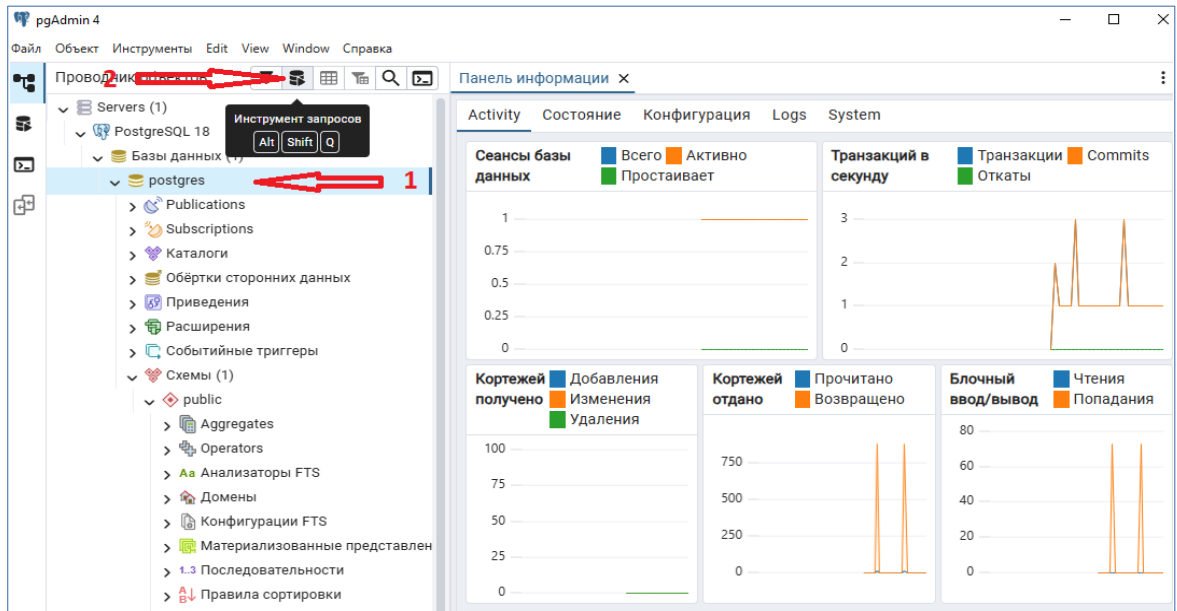 pgAdmin 4
Файл Объект Инструменты Edit View Window Справка
2
Проводник
Панель информации
Инструмент запросов
Alt Shift Q
Servers (1)
PostgreSQL 18
Базы данных (1)
postgres
1
Publications
Subscriptions
Каталоги
Обёртки сторонних данных
Приведения
Расширения
Событийные триггеры
Схемы (1)
public
Aggregates
Operators
Aa Анализаторы FTS
Домены
Конфигурации FTS
Материализованные представлен
1..3 Последовательности
Правила сортировки
Activity Состояние Конфигурация Logs System
Сеансы базы данных
Всего Активно
Простаивает
1
0.75
0.5
0.25
0
Транзакций в секунду
Транзакции Commits
Откаты
3
2
1
0
Кортежей получено
Добавления
Изменения
Удаления
100
75
50
25
0
Кортежей отдано
Прочитано
Возвращено
750
500
250
0
Блочный ввод/вывод
Чтения
Попадания
80
60
40
20
0